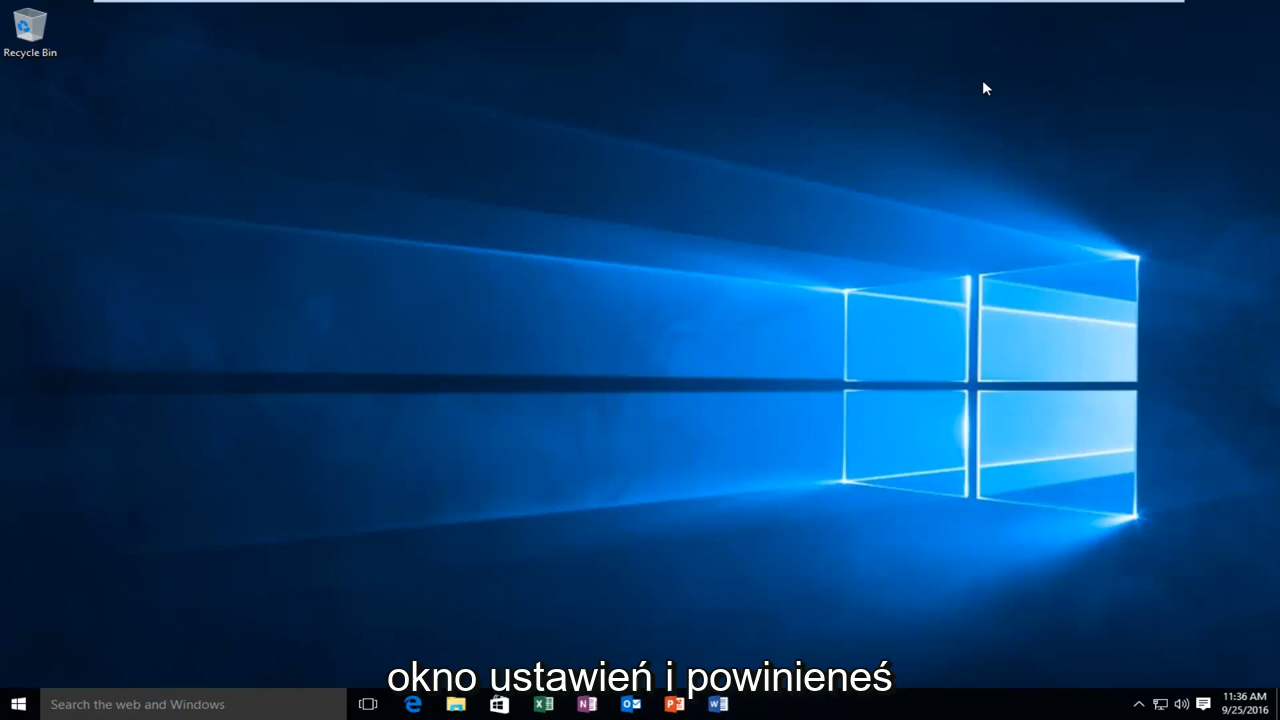 Recycle Bin
okno ustawień i powinieneś
Search the web and Windows
11:36 AM
9/25/2016